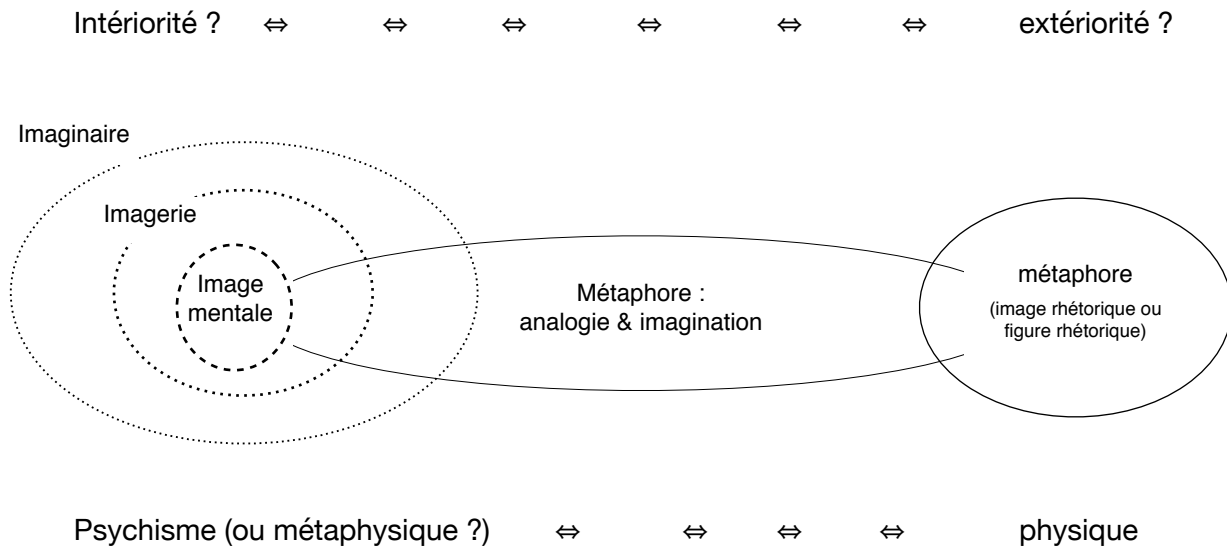 Intériorité ? ⇔ ⇔ ⇔ ⇔ ⇔ ⇔ extériorité ?
Imaginaire
Imagerie
Image
mentale
Métaphore :
analogie & imagination
métaphore
(image rhétorique ou
figure rhétorique)
Psychisme (ou métaphysique ?) ⇔ ⇔ ⇔ ⇔ physique